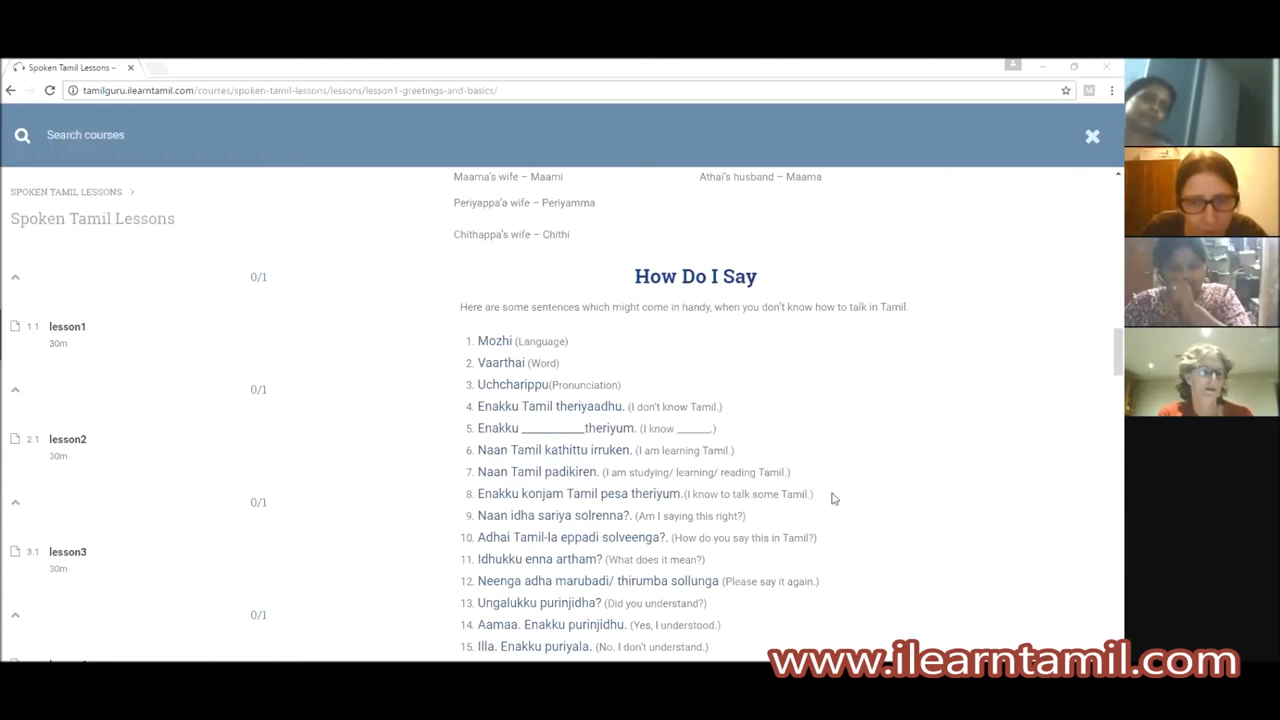 Spoken Tamil Lessons –
tamilguru.ilearntamil.com/courses/spoken-tamil-lessons/lessons/lesson1-greetings-and-basics/
Search courses
SPOKEN TAMIL LESSONS
Spoken Tamil Lessons
0/1
1.1 lesson1
30m
0/1
2.1 lesson2
30m
0/1
3.1 lesson3
30m
0/1
Maama's wife – Maami Athai's husband – Maama
Periyappa'a wife – Periyamma
Chithappa's wife – Chithi
How Do I Say
Here are some sentences which might come in handy, when you don't know how to talk in Tamil.
1. Mozhi (Language)
2. Vaarthai (Word)
3. Uchcharippu(Pronunciation)
4. Enakku Tamil theriyaadhu. (I don't know Tamil.)
5. Enakku ___________theriyum. (I know ______.)
6. Naan Tamil kathittu irruken. (I am learning Tamil.)
7. Naan Tamil padikiren. (I am studying/ learning/ reading Tamil.)
8. Enakku konjam Tamil pesa theriyum.(I know to talk some Tamil.)
9. Naan idha sariya solrenna?. (Am I saying this right?)
10. Adhai Tamil-la eppadi solveenga?. (How do you say this in Tamil?)
11. Idhukku enna artham? (What does it mean?)
12. Neenga adha marubadi/ thirumba sollunga (Please say it again.)
13. Ungalukku purinjidha? (Did you understand?)
14. Aamaa. Enakku purinjidhu. (Yes, I understood.)
15. Illa. Enakku puriyala. (No. I don't understand.)
www.ilearntamil.com